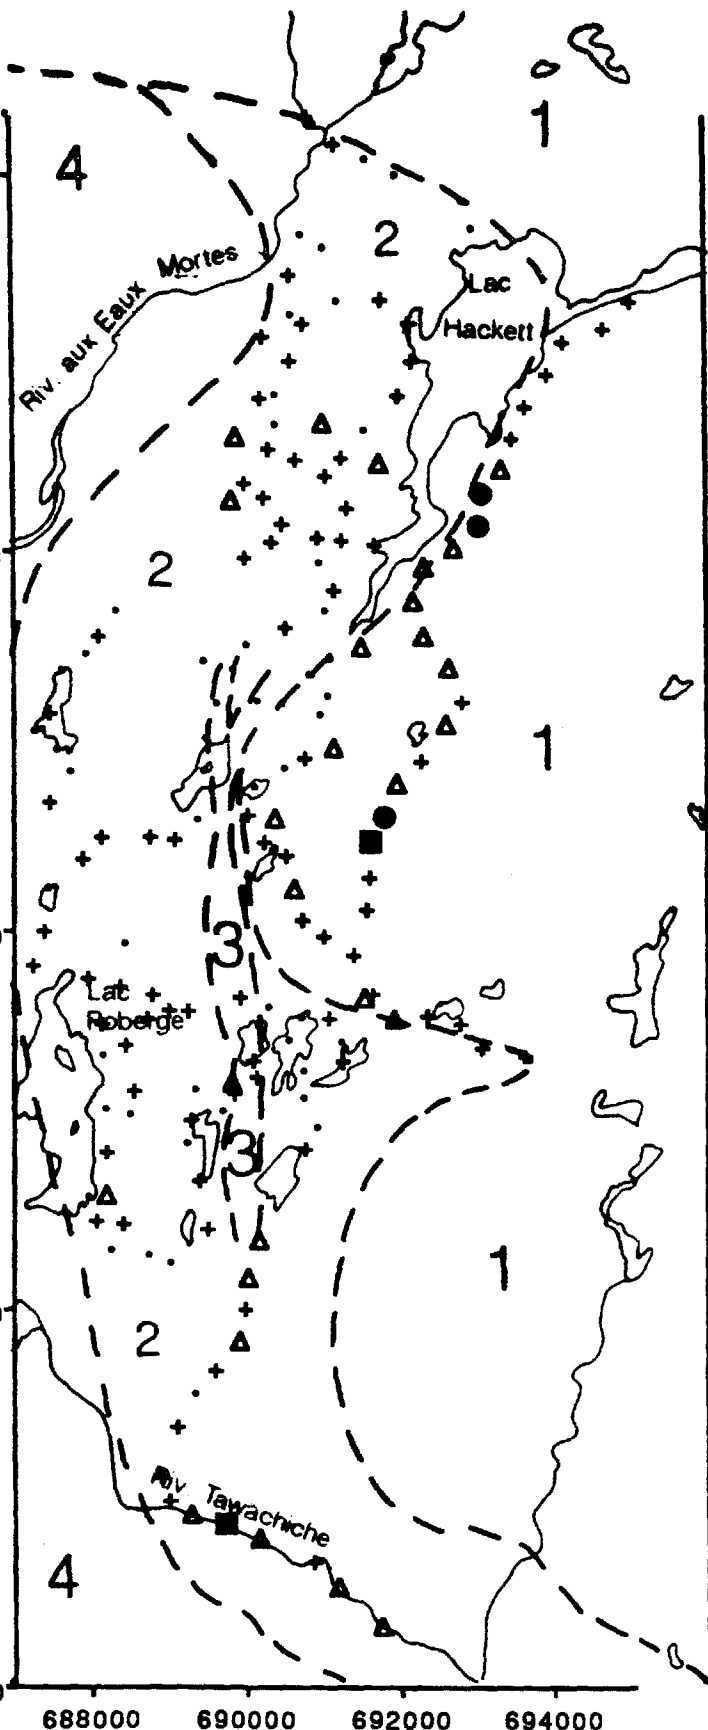 1
4
2
Riv. aux Eaux Mortes
Lac
Hackett
2
1
3
Lac
Roberge
3
1
2
Riv Tawachiche
4
688000 690000 692000 694000